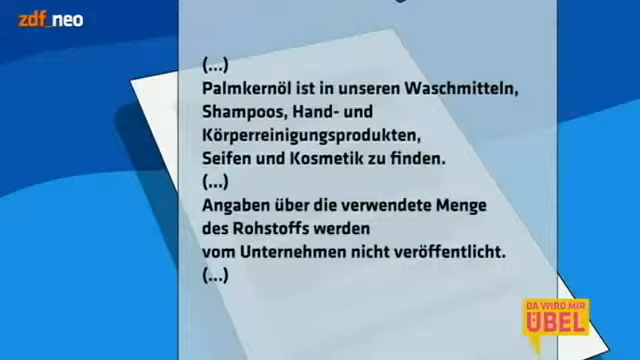 zdf_neo
(...)
Palmkernöl ist in unseren Waschmitteln,
Shampoos, Hand- und
Körperreinigungsprodukten,
Seifen und Kosmetik zu finden.
(...)
Angaben über die verwendete Menge
des Rohstoffs werden
vom Unternehmen nicht veröffentlicht.
(...)
DA WIRD MIR
ÜBEL